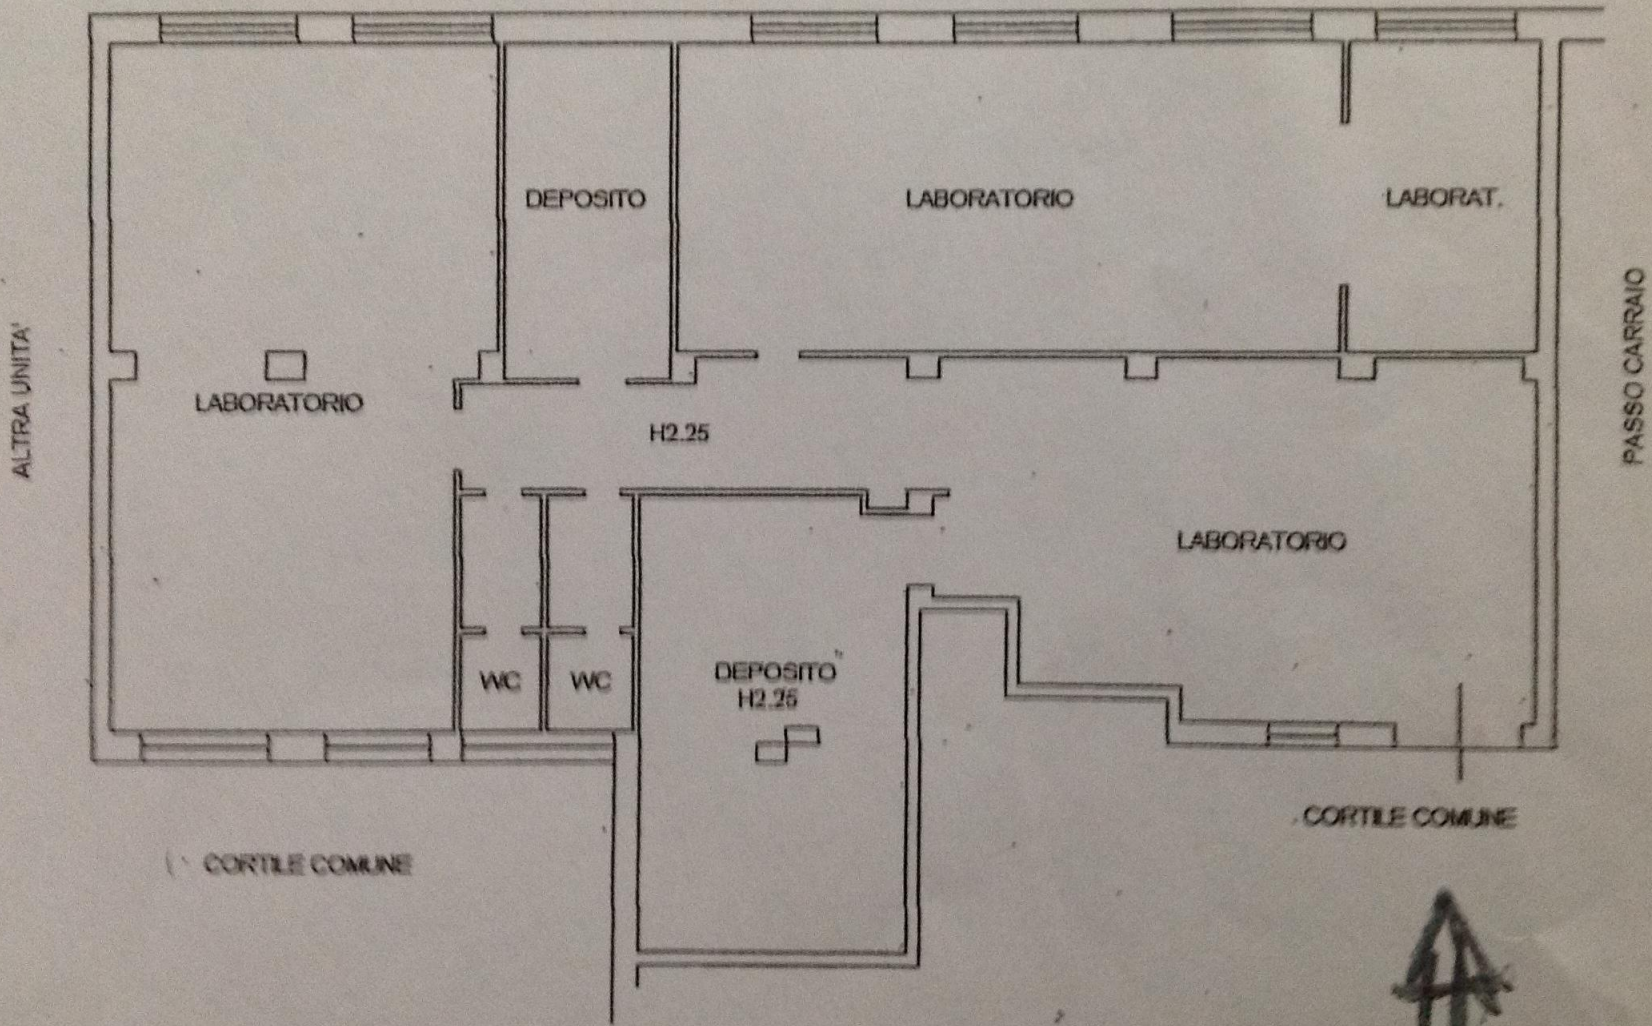 DEPOSITO
LABORATORIO
LABORAT.
ALTRA UNITA'
LABORATORIO
H2.25
PASSO CARRAIO
LABORATORIO
WC
WC
DEPOSITO
H2.25
CORTILE COMUNE
CORTILE COMUNE